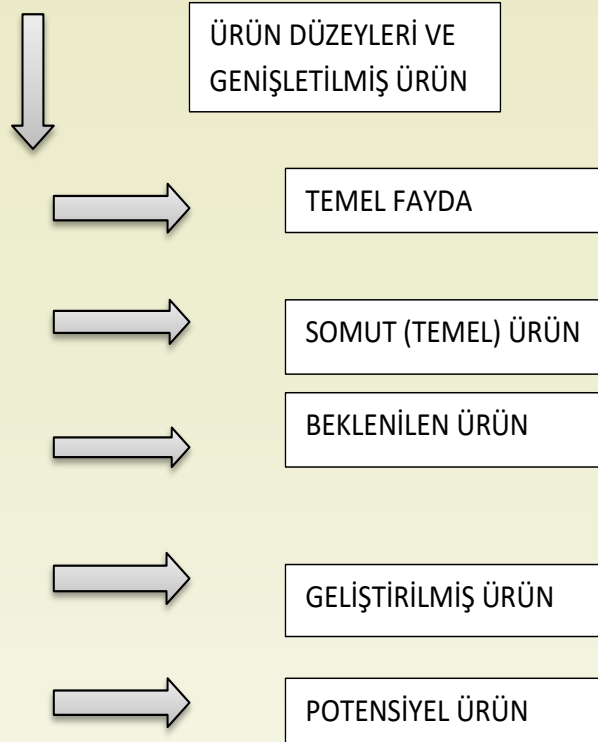 ÜRÜN DÜZEYLERİ VE
GENİŞLETİLMİŞ ÜRÜN
TEMEL FAYDA
SOMUT (TEMEL) ÜRÜN
BEKLENİLEN ÜRÜN
GELİŞTİRİLMİŞ ÜRÜN
POTENSİYEL ÜRÜN